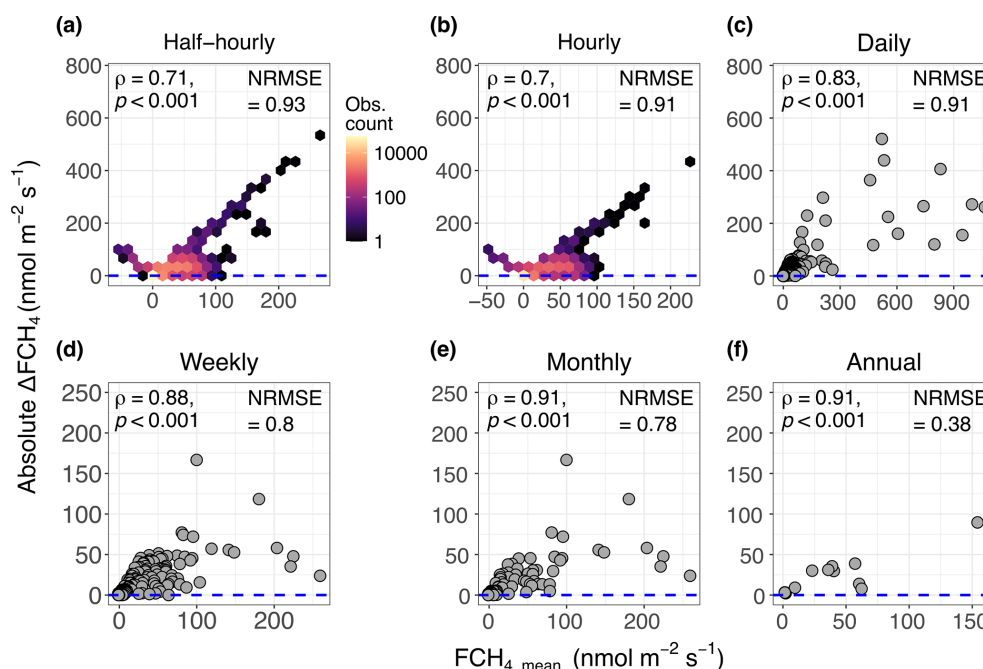 (a)
Half−hourly
ρ = 0.71,
p < 0.001
NRMSE
= 0.93
Obs.
count
10000
100
1
800
600
400
200
0
0
100
200
(b)
Hourly
ρ = 0.7,
p < 0.001
NRMSE
= 0.91
800
600
400
200
0
−50
0
50
100
150
200
(c)
Daily
ρ = 0.83,
p < 0.001
NRMSE
= 0.91
800
600
400
200
0
0
300
600
900
Absolute ΔFCH₄ (nmol m⁻² s⁻¹)
(d)
Weekly
ρ = 0.88,
p < 0.001
NRMSE
= 0.8
250
200
150
100
50
0
0
100
200
(e)
Monthly
ρ = 0.91,
p < 0.001
NRMSE
= 0.78
250
200
150
100
50
0
0
50
100
150
200
250
(f)
Annual
ρ = 0.91,
p < 0.001
NRMSE
= 0.38
250
200
150
100
50
0
0
50
100
150
FCH₄ mean (nmol m⁻² s⁻¹)